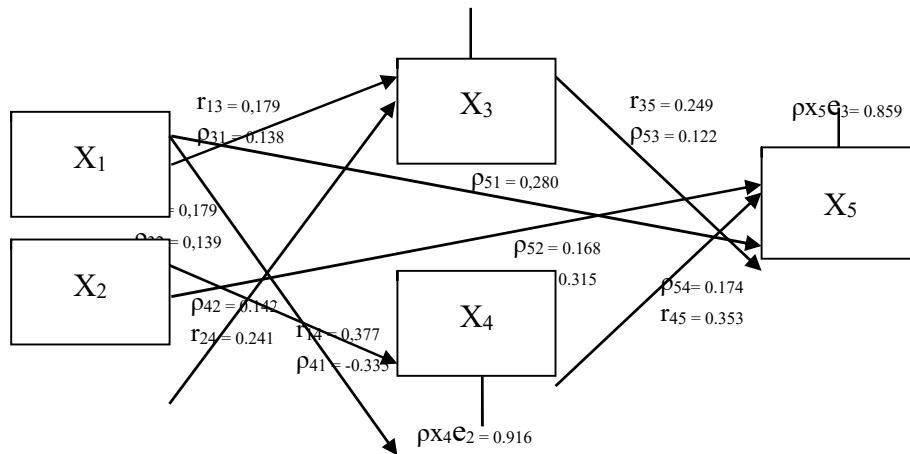 X₃
r₁₃ = 0,179
ρ₃₁ = 0.138
r₃₅ = 0.249
ρ₅₃ = 0.122
ρx₅e₃= 0.859
X₁
ρ₅₁ = 0,280
X₅
= 0,179
= 0,139
ρ₅₂ = 0.168
X₂
0.315
ρ₅₄= 0.174
r₄₅ = 0.353
X₄
ρ₄₂ = 0.142
r₂₄ = 0.241
r₁₄ = 0,377
ρ₄₁ = -0.335
ρx₄e₂ = 0.916